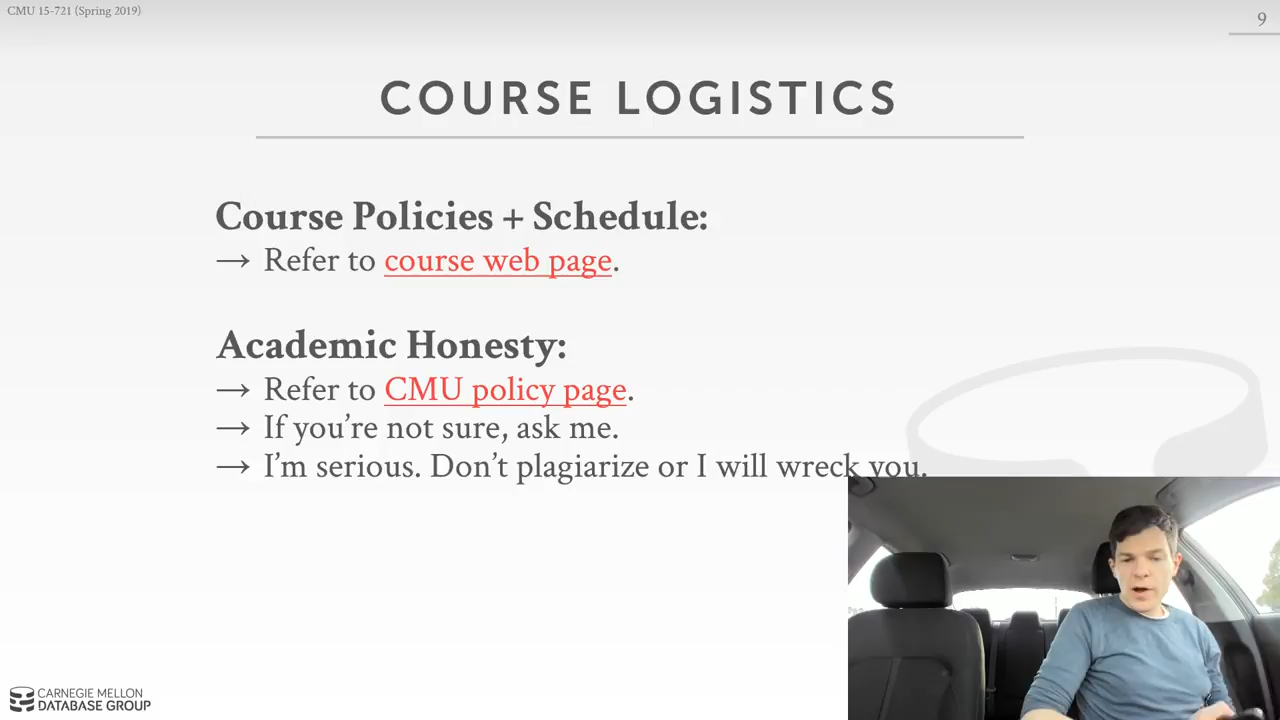 CMU 15-721 (Spring 2019)
9
COURSE LOGISTICS
Course Policies + Schedule:
→ Refer to course web page.
Academic Honesty:
→ Refer to CMU policy page.
→ If you’re not sure, ask me.
→ I’m serious. Don’t plagiarize or I will wreck you.
CARNEGIE MELLON
DATABASE GROUP